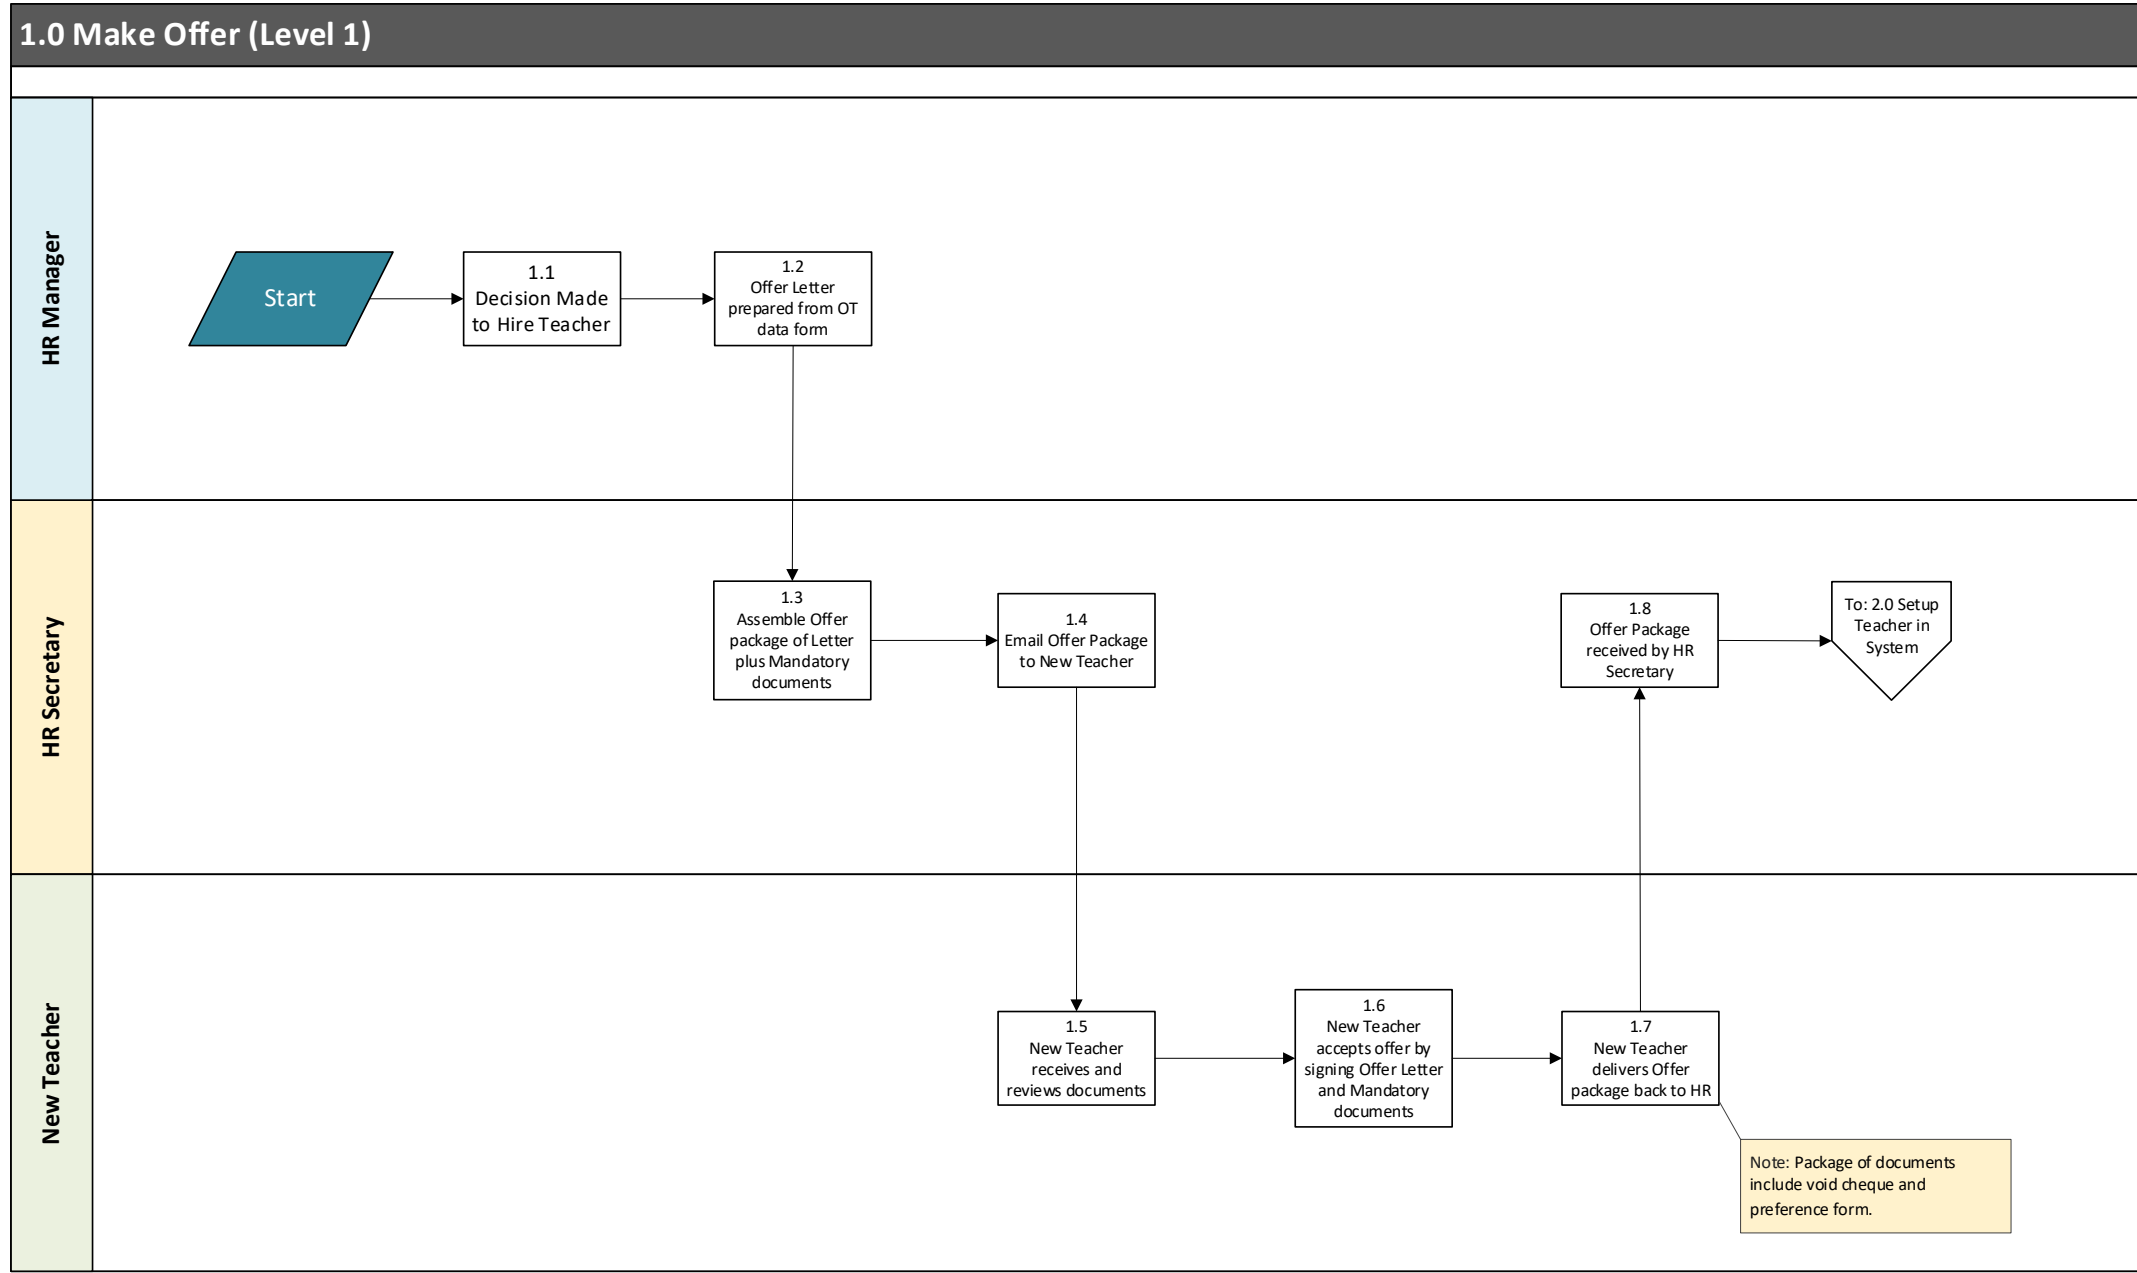 1.0 Make Offer (Level 1)
HR Manager
Start
1.1
Decision Made
to Hire Teacher
1.2
Offer Letter
prepared from OT
data form
HR Secretary
1.3
Assemble Offer
package of Letter
plus Mandatory
documents
1.4
Email Offer Package
to New Teacher
1.8
Offer Package
received by HR
Secretary
To: 2.0 Setup
Teacher in
System
New Teacher
1.5
New Teacher
receives and
reviews documents
1.6
New Teacher
accepts offer by
signing Offer Letter
and Mandatory
documents
1.7
New Teacher
delivers Offer
package back to HR
Note: Package of documents
include void cheque and
preference form.